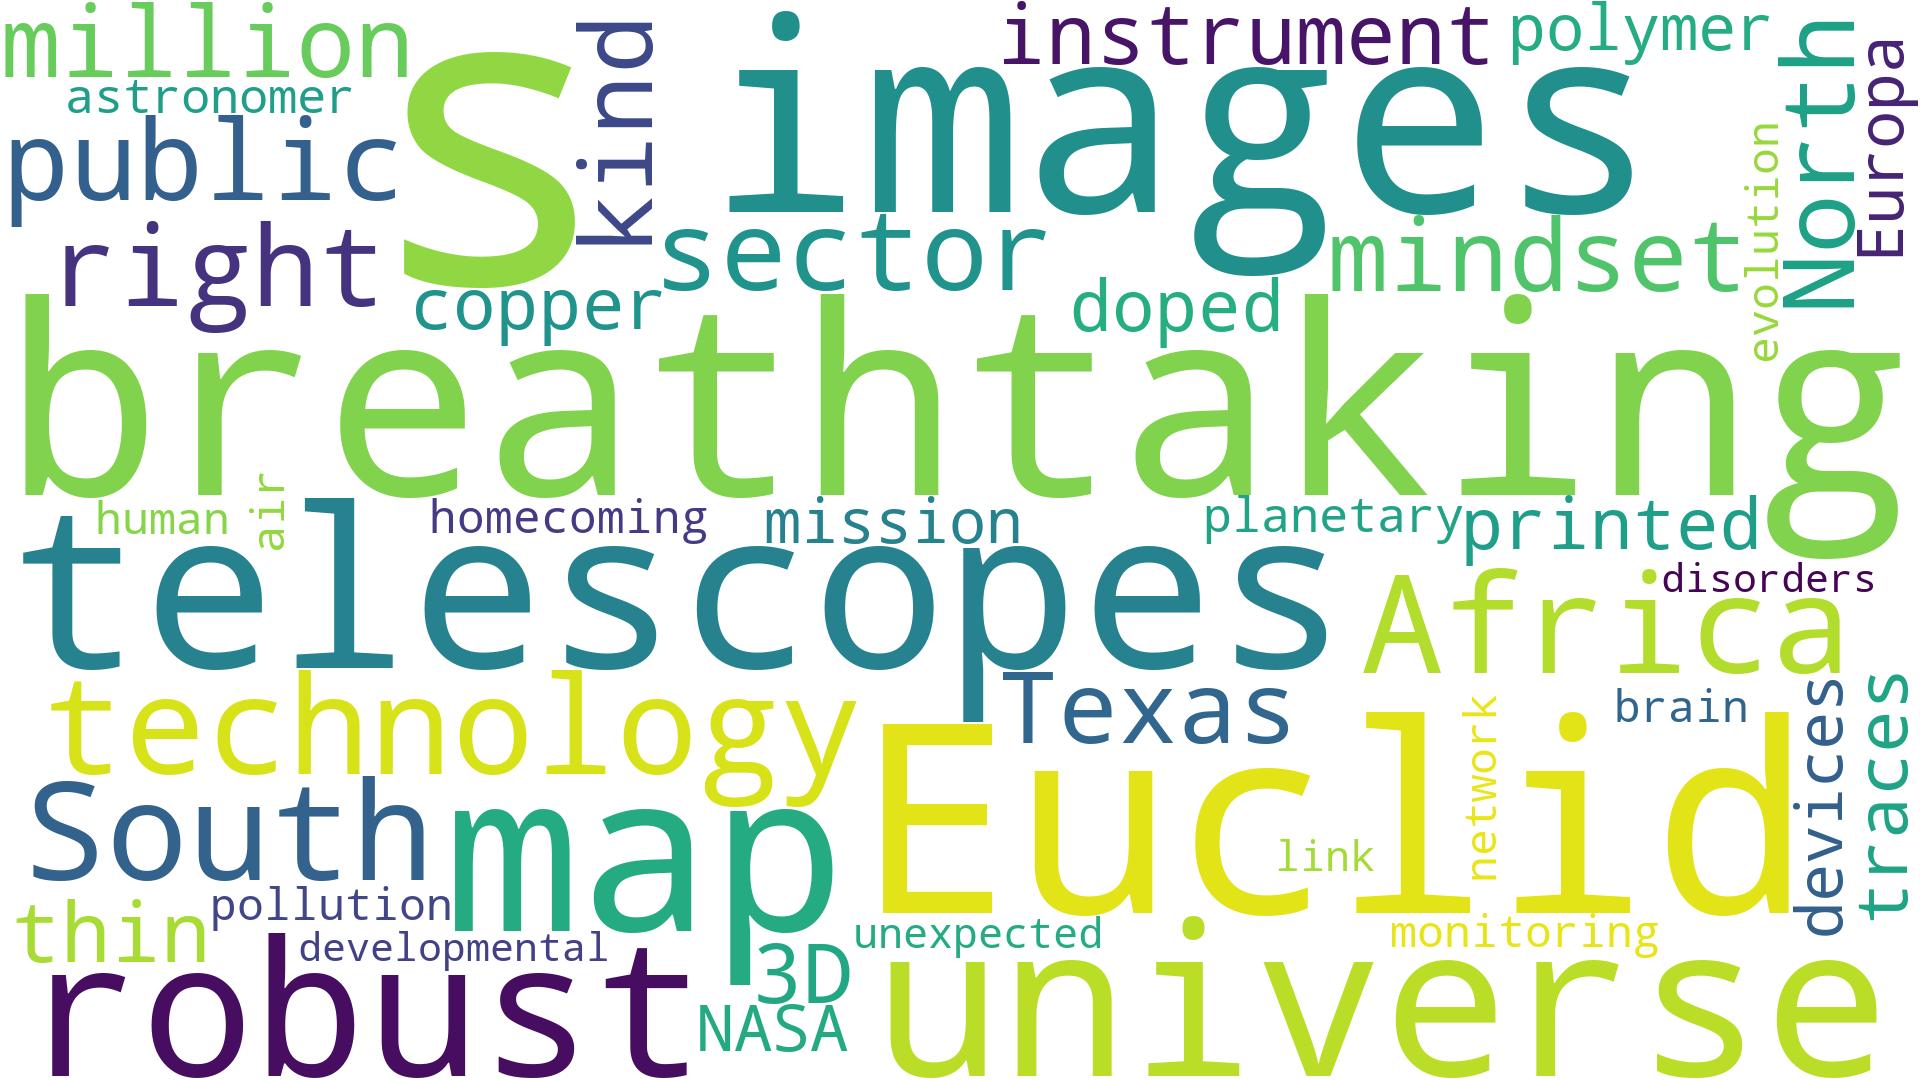 million
astronomer
public
right
s
kind
images
instrument
polymer
North
Europa
evolution
sector
mindset
copper
doped
breathtaking
human
air
homecoming
mission
planetary
printed
telescopes
Africa
disorders
technology
Texas
brain
devices
traces
network
South
map
Euclid
link
thin
pollution
developmental
unexpected
monitoring
robust
3D
NASA
universe